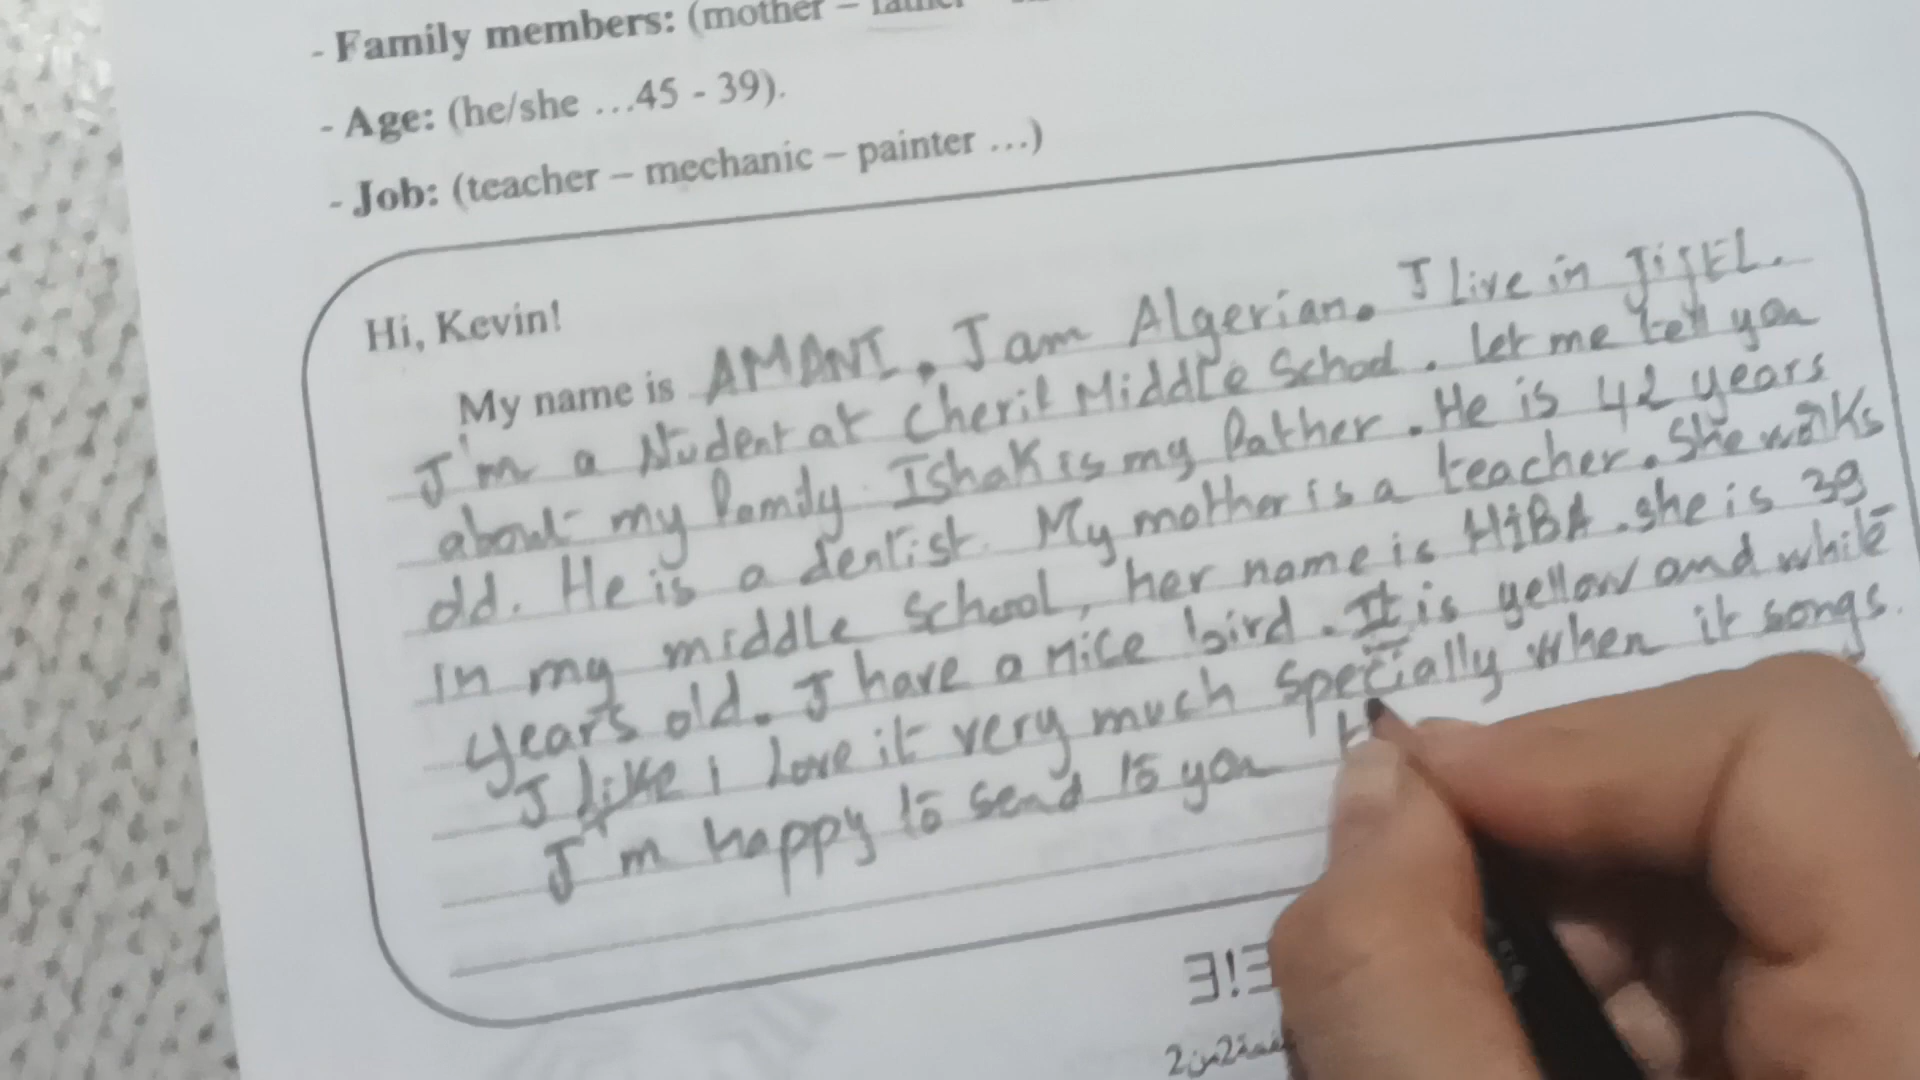 - Family members: (mother – father
- Age: (he/she ...45 - 39).
- Job: (teacher – mechanic – painter ...)
Hi, Kevin!
My name is AMANI. I am Algerian. I live in JiJEL.
I'm a student at Cherif Middle School. Let me tell you
about my family. Ishak is my father. He is 42 years
old. He is a dentist. My mother is a teacher. She works
in my middle school, her name is HiBA. she is 39
years old. I have a nice bird. It is yellow and white
I like i love it very much specially when it songs.
I'm happy to send to you